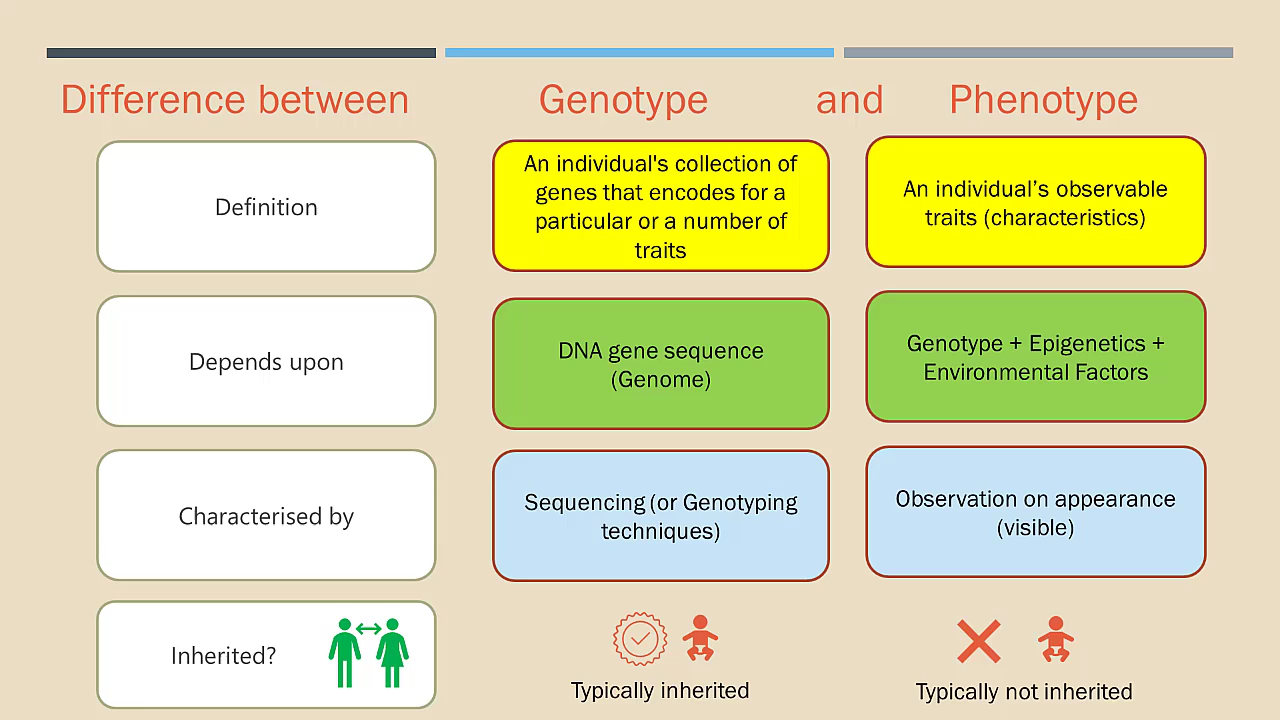 Difference between Genotype and Phenotype
Definition
An individual's collection of
genes that encodes for a
particular or a number of
traits
An individual’s observable
traits (characteristics)
Depends upon
DNA gene sequence
(Genome)
Genotype + Epigenetics +
Environmental Factors
Characterised by
Sequencing (or Genotyping
techniques)
Observation on appearance
(visible)
Inherited?
Typically inherited
Typically not inherited